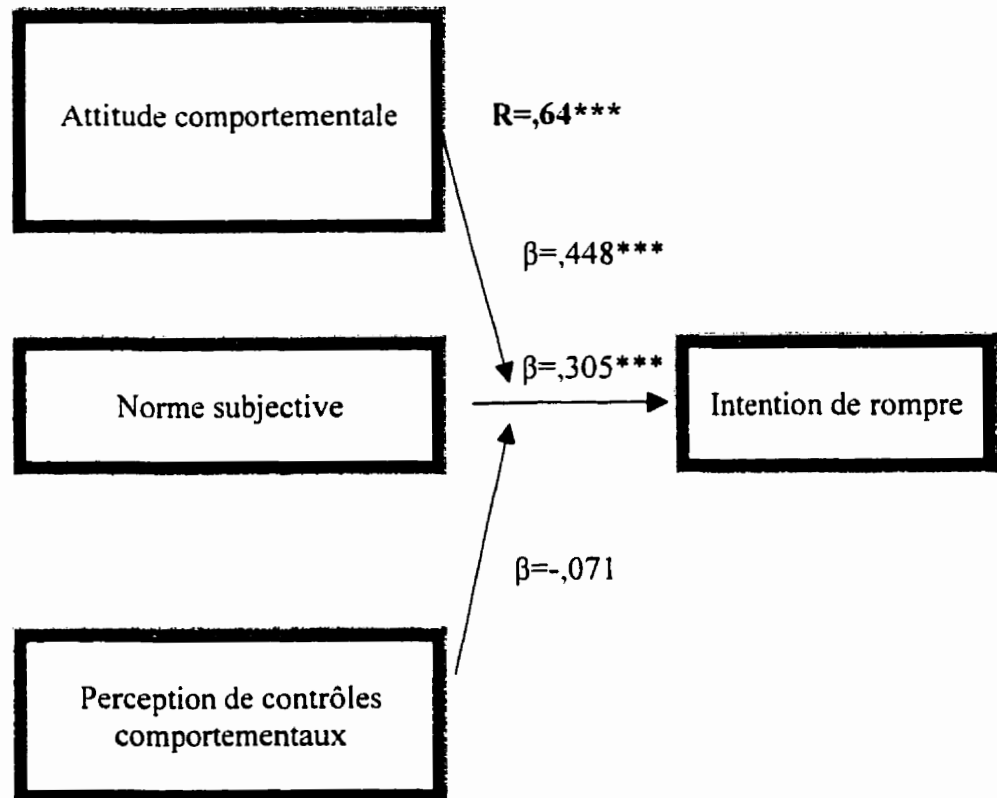 Attitude comportementale
R=,64***
β=,448***
β=,305***
Norme subjective
Intention de rompre
β=-,071
Perception de contrôles
comportementaux